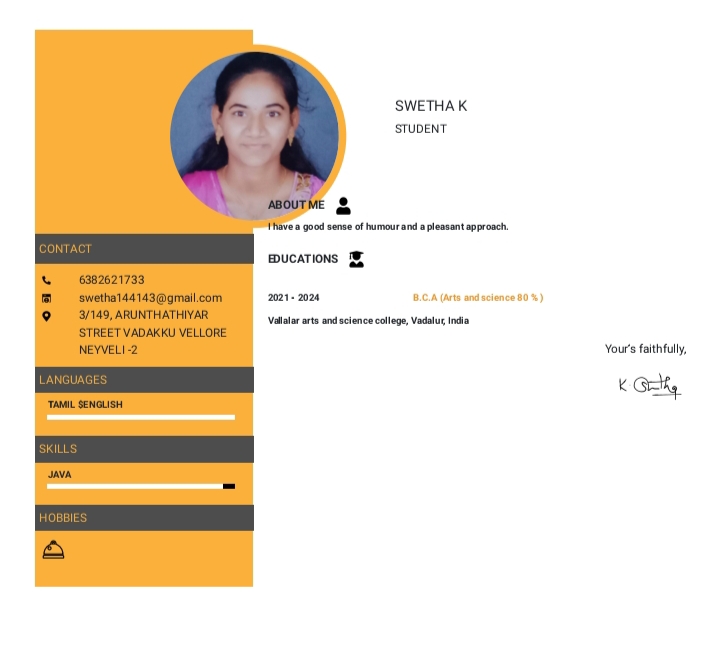 SWETHA K
STUDENT
ABOUT ME
I have a good sense of humour and a pleasant approach.
EDUCATIONS
2021 - 2024 B.C.A (Arts and science 80 % )
Vallalar arts and science college, Vadalur, India
Your's faithfully,
K. Swetha
CONTACT
6382621733
swetha144143@gmail.com
3/149, ARUNTHATHIYAR
STREET VADAKKU VELLORE
NEYVELI -2
LANGUAGES
TAMIL $ENGLISH
SKILLS
JAVA
HOBBIES